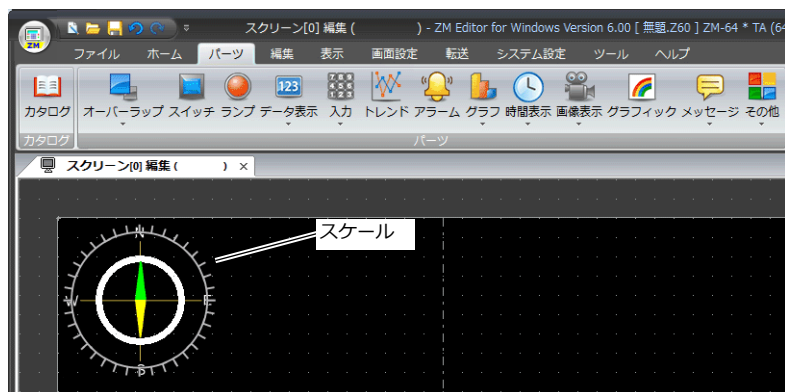 スクリーン[0] 編集 ( ) - ZM Editor for Windows Version 6.00 [ 無題.Z60 ] ZM-64 * TA (64
ZM
ファイル ホーム パーツ 編集 表示 画面設定 転送 システム設定 ツール ヘルプ
123
カタログ オーバーラップ スイッチ ランプ データ表示 入力 トレンド アラーム グラフ 時間表示 画像表示 グラフィック メッセージ その他
カタログ パーツ
スクリーン[0] 編集 ( ) ×
スケール
N
W E
S